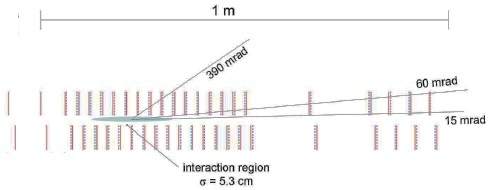 1 m
390 mrad
60 mrad
15 mrad
interaction region
σ = 5.3 cm